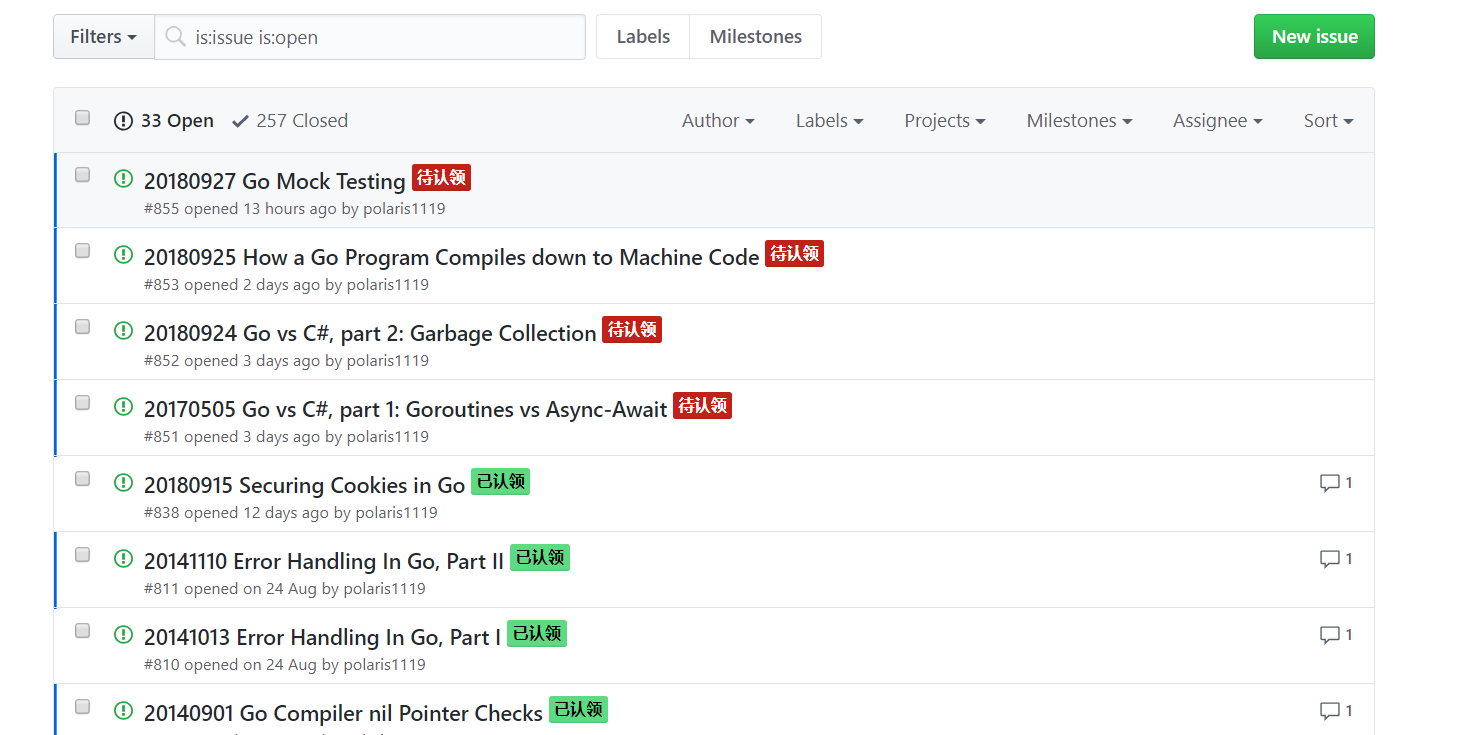 Filters is:issue is:open Labels Milestones New issue
33 Open 257 Closed Author Labels Projects Milestones Assignee Sort
20180927 Go Mock Testing 待认领
#855 opened 13 hours ago by polaris1119
20180925 How a Go Program Compiles down to Machine Code 待认领
#853 opened 2 days ago by polaris1119
20180924 Go vs C#, part 2: Garbage Collection 待认领
#852 opened 3 days ago by polaris1119
20170505 Go vs C#, part 1: Goroutines vs Async-Await 待认领
#851 opened 3 days ago by polaris1119
20180915 Securing Cookies in Go 已认领 1
#838 opened 12 days ago by polaris1119
20141110 Error Handling In Go, Part II 已认领 1
#811 opened on 24 Aug by polaris1119
20141013 Error Handling In Go, Part I 已认领 1
#810 opened on 24 Aug by polaris1119
20140901 Go Compiler nil Pointer Checks 已认领 1